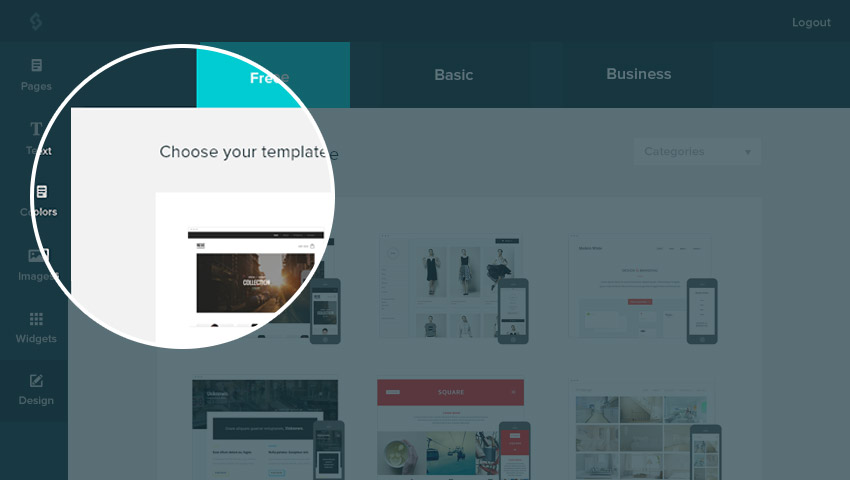 Logout
Free
Basic
Business
Pages
Text
Colors
Images
Widgets
Design
Choose your template
Categories
COLLECTION
SQUARE